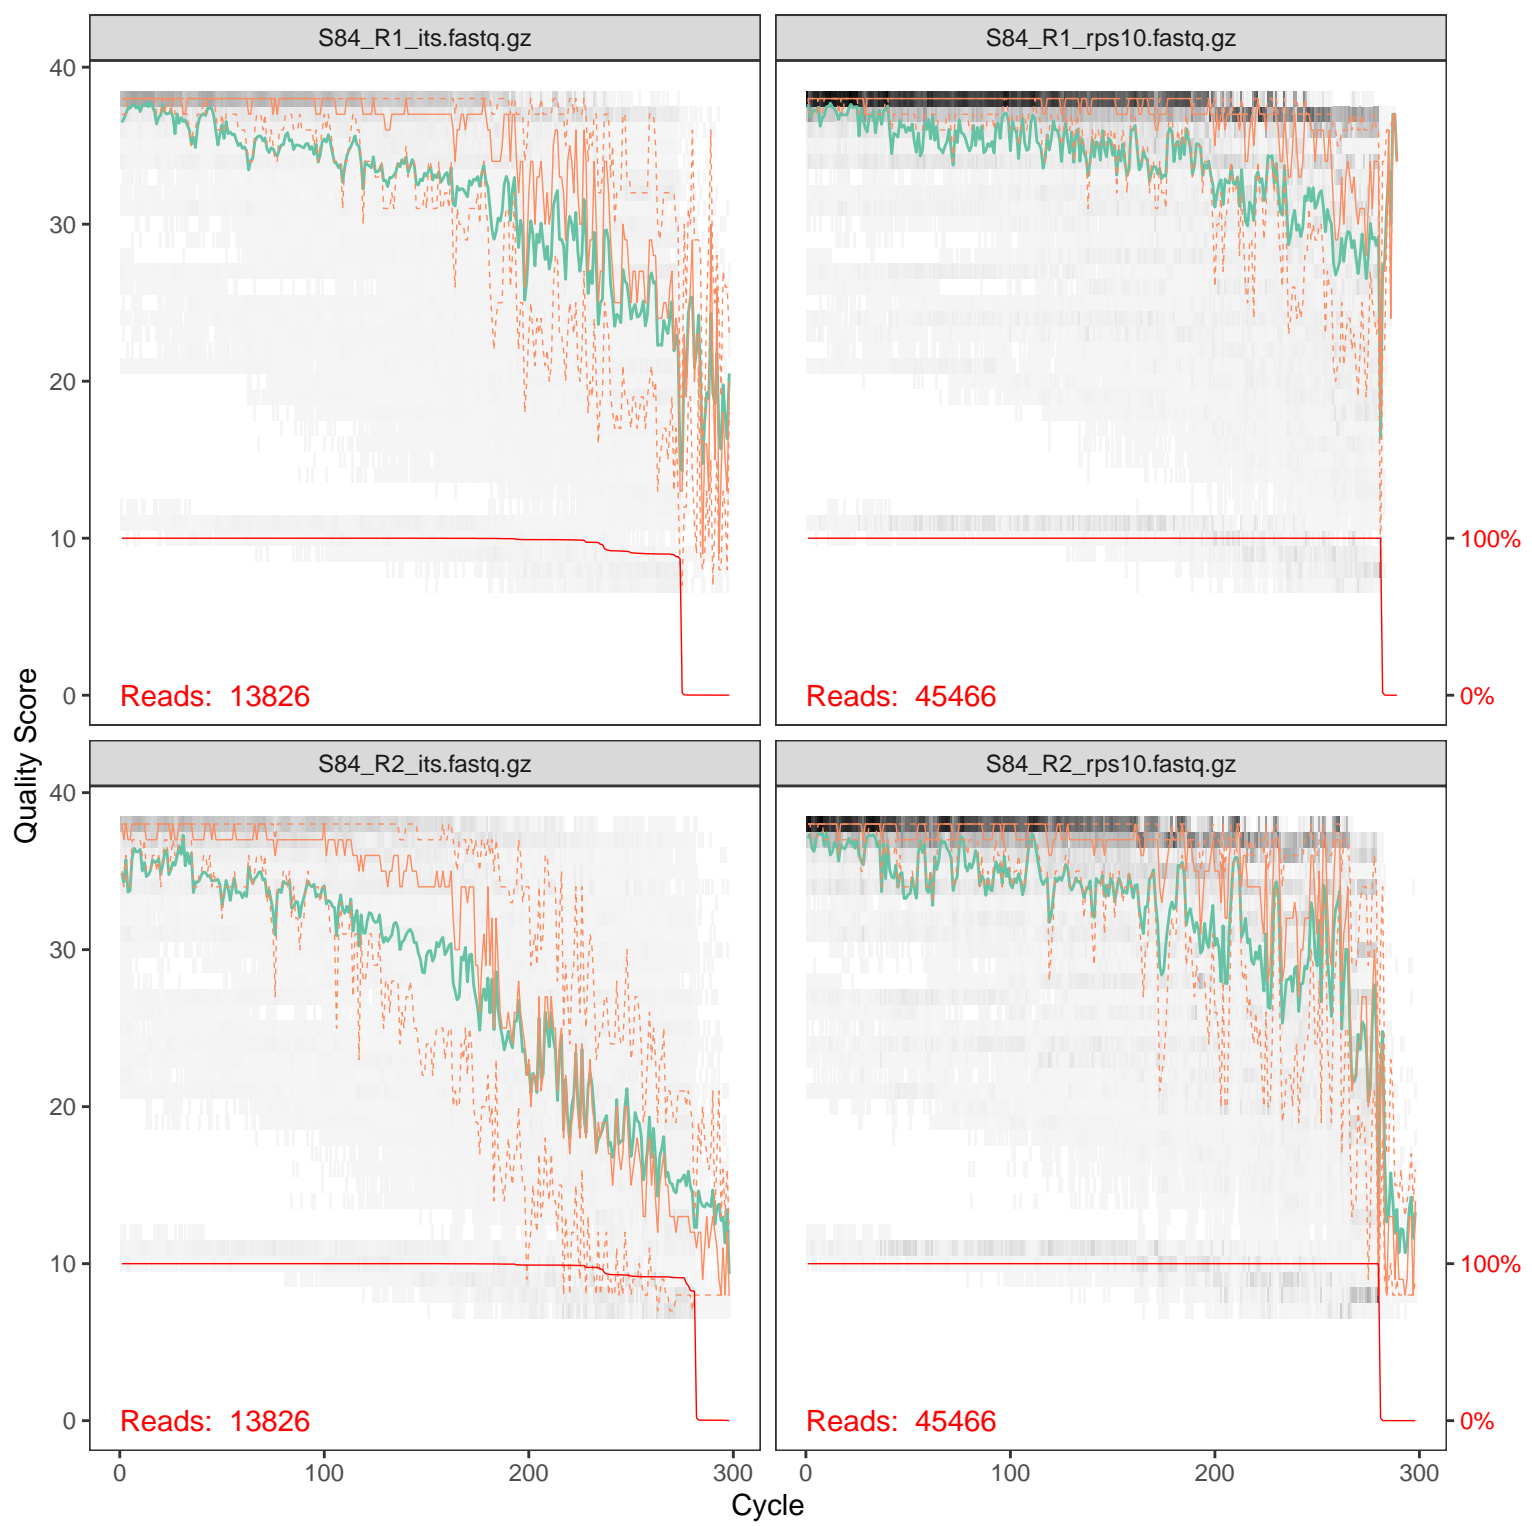 S84_R1_its.fastq.gz
S84_R1_rps10.fastq.gz
40
30
20
10
0
100%
0%
Reads: 13826
Reads: 45466
Quality Score
S84_R2_its.fastq.gz
S84_R2_rps10.fastq.gz
40
30
20
10
0
100%
0%
Reads: 13826
Reads: 45466
0
100
200
300
0
100
200
300
Cycle